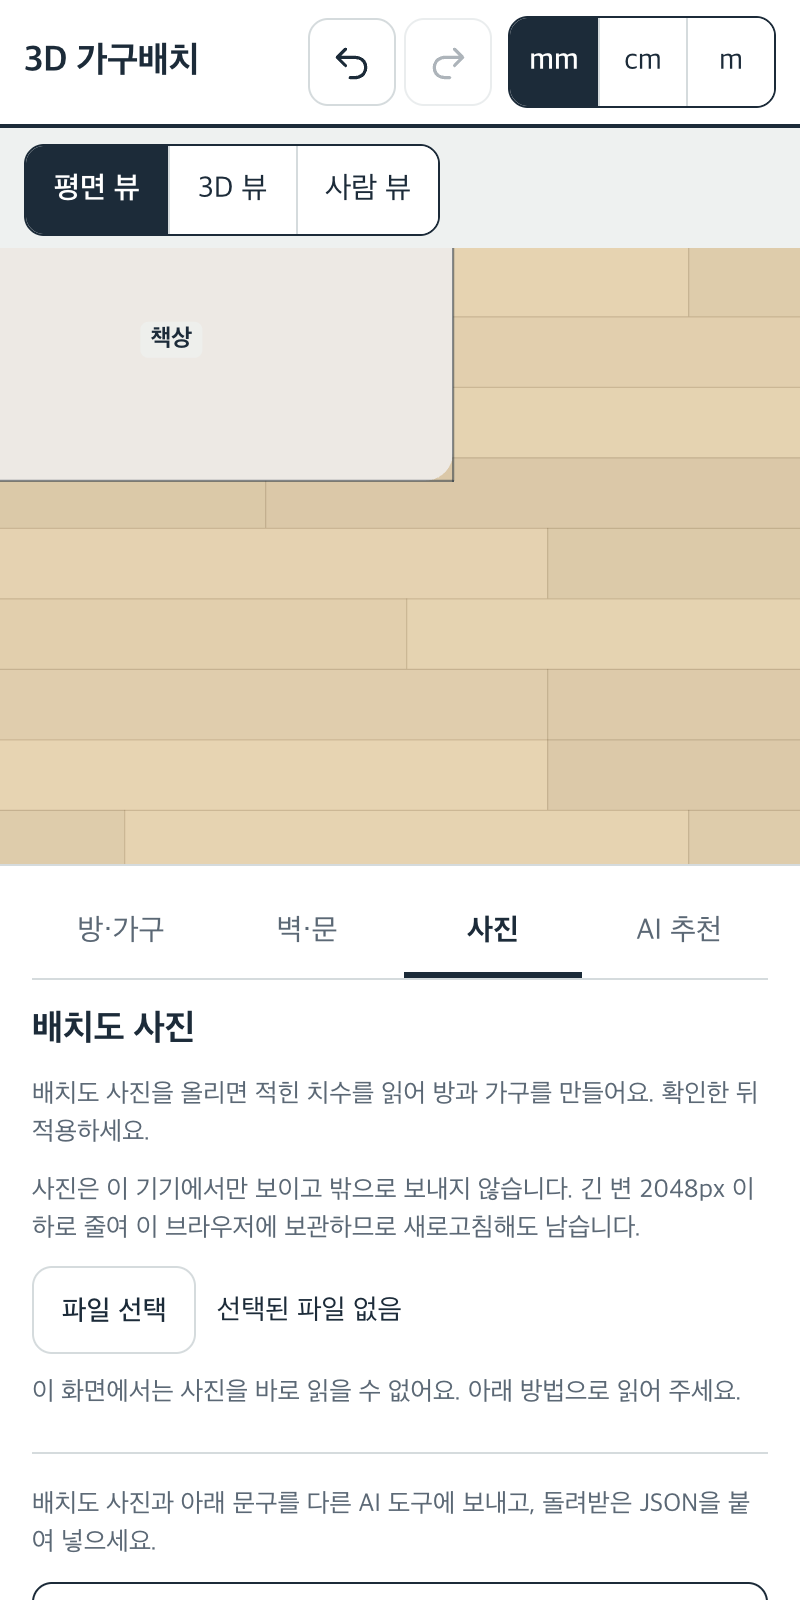 3D 가구배치
mm
cm
m
평면 뷰
3D 뷰
사람 뷰
책상
방·가구
벽·문
사진
AI 추천
배치도 사진
배치도 사진을 올리면 적힌 치수를 읽어 방과 가구를 만들어요. 확인한 뒤
적용하세요.
사진은 이 기기에서만 보이고 밖으로 보내지 않습니다. 긴 변 2048px 이
하로 줄여 이 브라우저에 보관하므로 새로고침해도 남습니다.
파일 선택
선택된 파일 없음
이 화면에서는 사진을 바로 읽을 수 없어요. 아래 방법으로 읽어 주세요.
배치도 사진과 아래 문구를 다른 AI 도구에 보내고, 돌려받은 JSON을 붙
여 넣으세요.